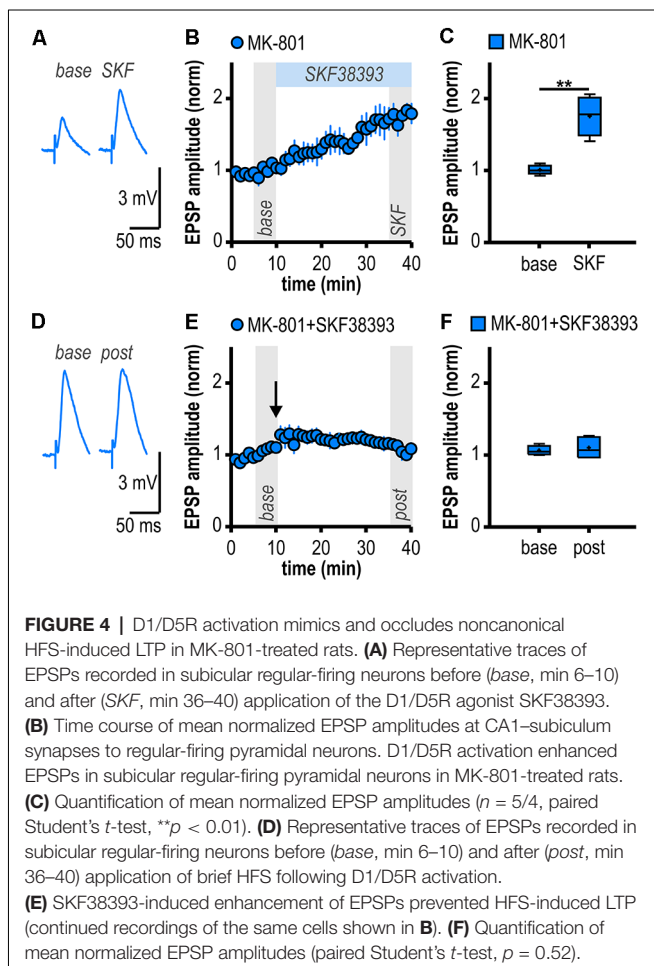 A
base SKF
3 mV
50 ms
B
MK-801
SKF38393
EPSP amplitude (norm)
2
1
0
base
SKF
0 10 20 30 40
time (min)
C
MK-801
**
EPSP amplitude (norm)
2
1
0
base SKF
D
base post
3 mV
50 ms
E
MK-801+SKF38393
EPSP amplitude (norm)
2
1
0
base
post
0 10 20 30 40
time (min)
F
MK-801+SKF38393
EPSP amplitude (norm)
2
1
0
base post
FIGURE 4 | D1/D5R activation mimics and occludes noncanonical
HFS-induced LTP in MK-801-treated rats. (A) Representative traces of
EPSPs recorded in subicular regular-firing neurons before (base, min 6–10)
and after (SKF, min 36–40) application of the D1/D5R agonist SKF38393.
(B) Time course of mean normalized EPSP amplitudes at CA1–subiculum
synapses to regular-firing pyramidal neurons. D1/D5R activation enhanced
EPSPs in subicular regular-firing pyramidal neurons in MK-801-treated rats.
(C) Quantification of mean normalized EPSP amplitudes (n = 5/4, paired
Student's t-test, **p < 0.01). (D) Representative traces of EPSPs recorded in
subicular regular-firing neurons before (base, min 6–10) and after (post, min
36–40) application of brief HFS following D1/D5R activation.
(E) SKF38393-induced enhancement of EPSPs prevented HFS-induced LTP
(continued recordings of the same cells shown in B). (F) Quantification of
mean normalized EPSP amplitudes (paired Student's t-test, p = 0.52).